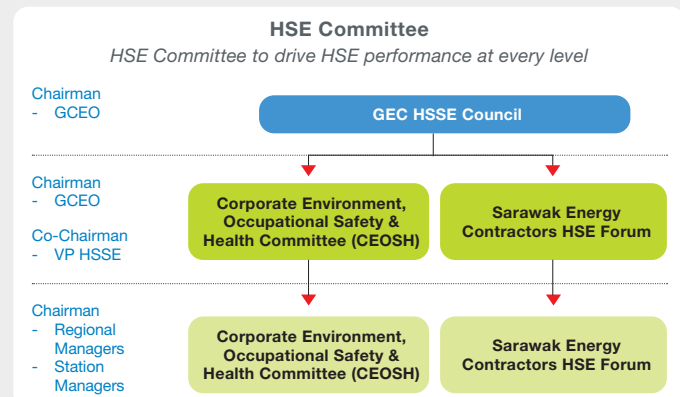 HSE Committee
HSE Committee to drive HSE performance at every level
Chairman
- GCEO
GEC HSSE Council
Chairman
- GCEO
Co-Chairman
- VP HSSE
Corporate Environment,
Occupational Safety &
Health Committee (CEOSH)
Sarawak Energy
Contractors HSE Forum
Chairman
- Regional
Managers
- Station
Managers
Corporate Environment,
Occupational Safety &
Health Committee (CEOSH)
Sarawak Energy
Contractors HSE Forum